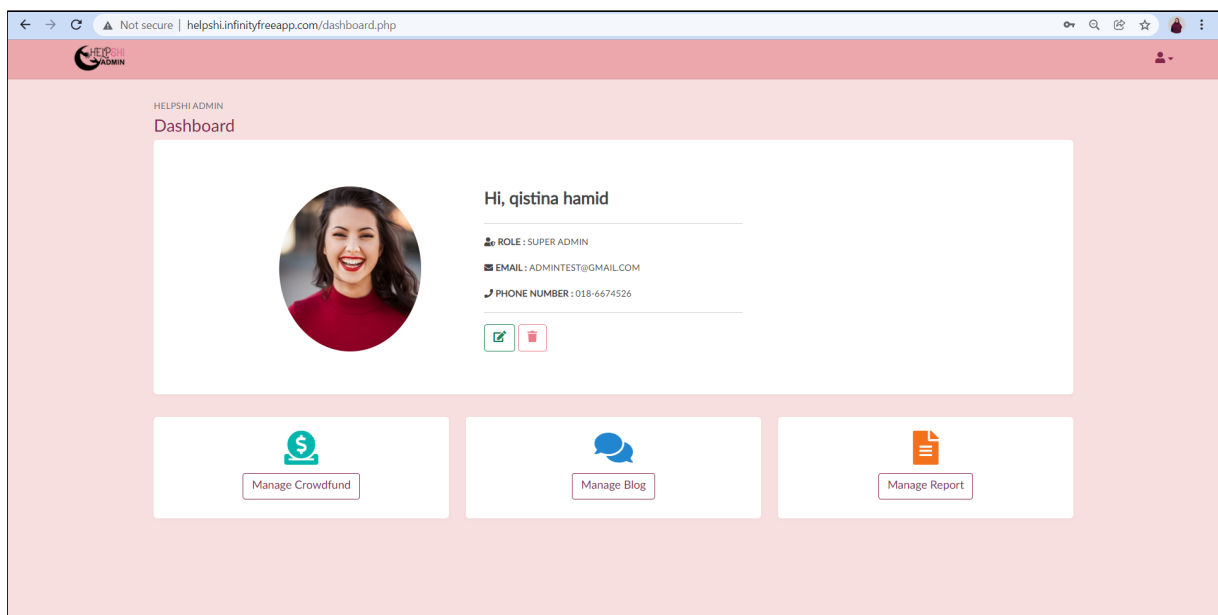 Not secure | helpshi.infinityfreeapp.com/dashboard.php
HELPSHI
ADMIN
HELPSHI ADMIN
Dashboard
Hi, qistina hamid
ROLE : SUPER ADMIN
EMAIL : ADMINTEST@GMAIL.COM
PHONE NUMBER : 018-6674526
Manage Crowdfund
Manage Blog
Manage Report